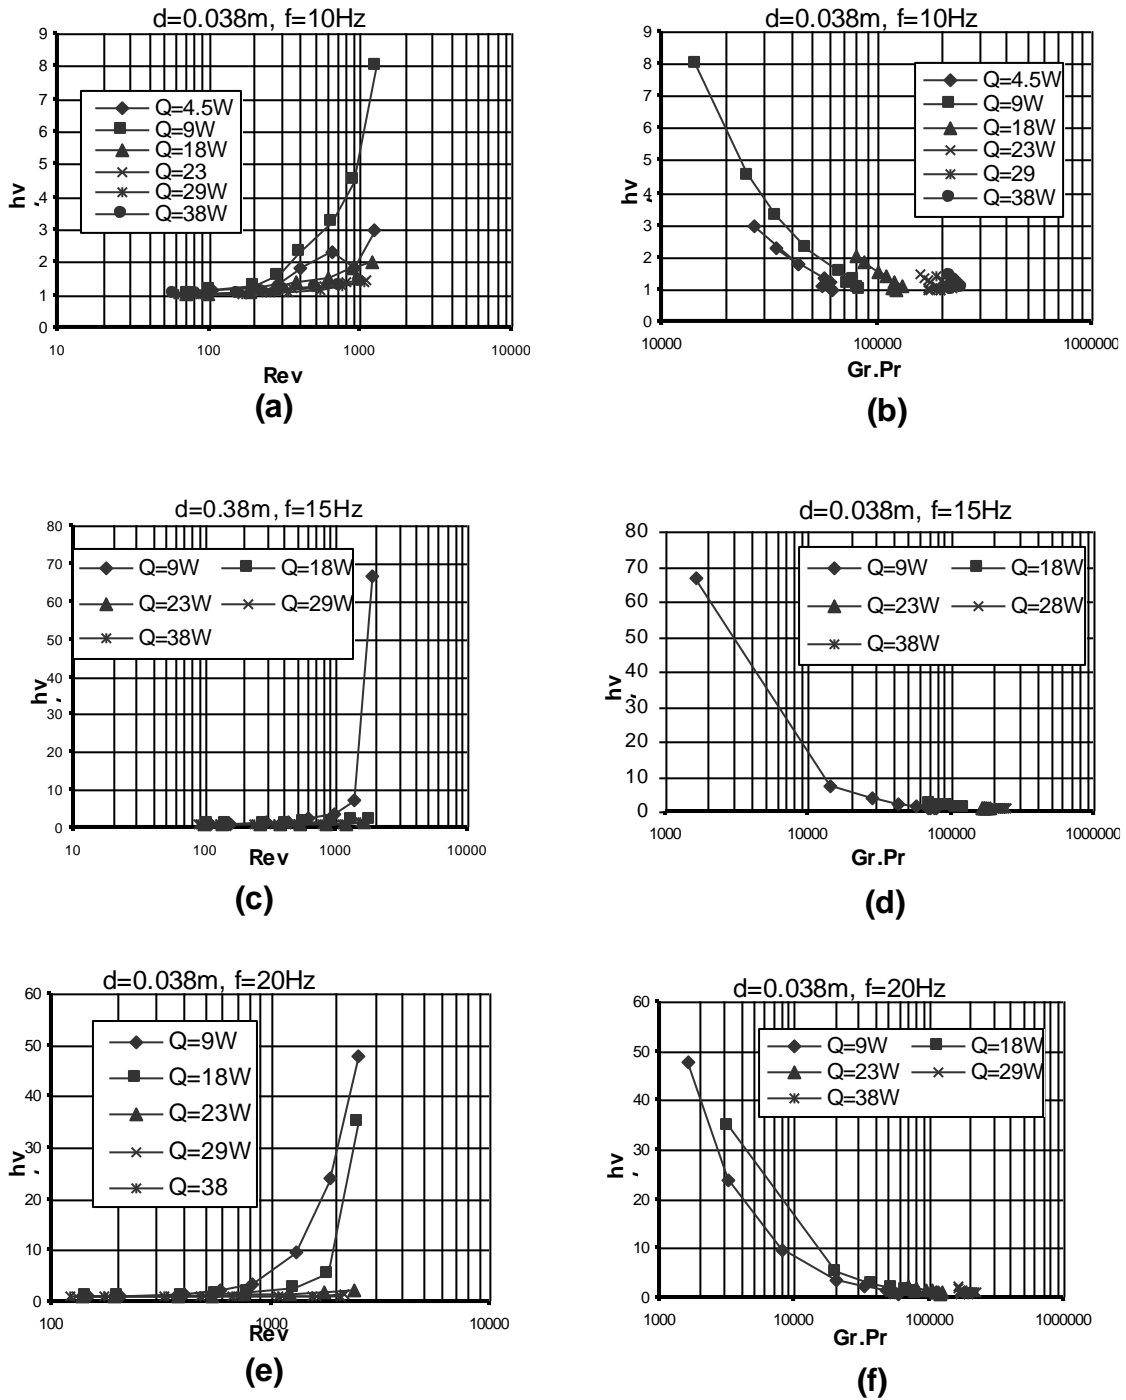 d=0.038m, f=10Hz
9
8
7
6
5
4
3
2
1
0
hv,
Q=4.5W
Q=9W
Q=18W
Q=23
Q=29W
Q=38W
10 100 1000 10000
Rev
(a)
d=0.038m, f=10Hz
9
8
7
6
5
4
3
2
1
0
hv,
Q=4.5W
Q=9W
Q=18W
Q=23W
Q=29
Q=38W
10000 100000 1000000
Gr.Pr
(b)
d=0.38m, f=15Hz
80
70
60
50
40
30
20
10
0
hv,
Q=9W Q=18W
Q=23W Q=29W
Q=38W
10 100 1000 10000
Rev
(c)
d=0.038m, f=15Hz
80
70
60
50
40
30
20
10
0
hv,
Q=9W Q=18W
Q=23W Q=28W
Q=38W
1000 10000 100000 1000000
Gr.Pr
(d)
d=0.038m, f=20Hz
60
50
40
30
20
10
0
hv,
Q=9W
Q=18W
Q=23W
Q=29W
Q=38
100 1000 10000
Rev
(e)
d=0.038m, f=20Hz
60
50
40
30
20
10
0
hv,
Q=9W Q=18W
Q=23W Q=29W
Q=38W
1000 10000 100000 1000000
Gr.Pr
(f)